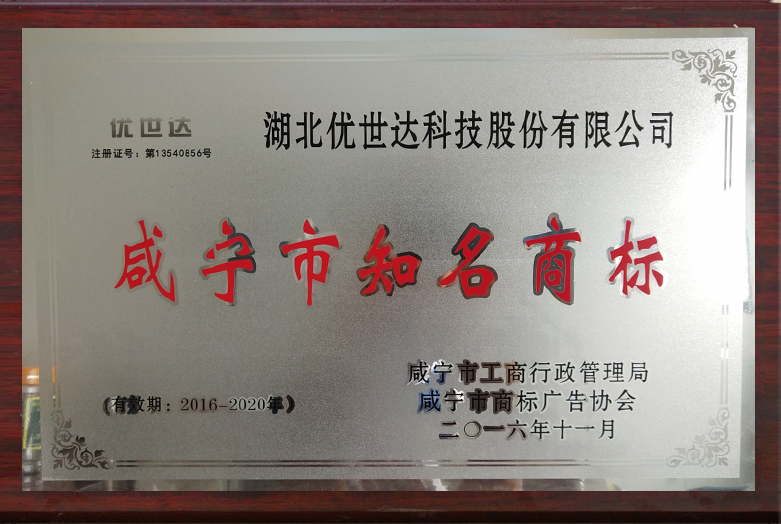 优世达
湖北优世达科技股份有限公司
注册证号：第13540856号
咸宁市知名商标
咸宁市工商行政管理局
（有效期：2016-2020年）
咸宁市商标广告协会
二〇一六年十一月